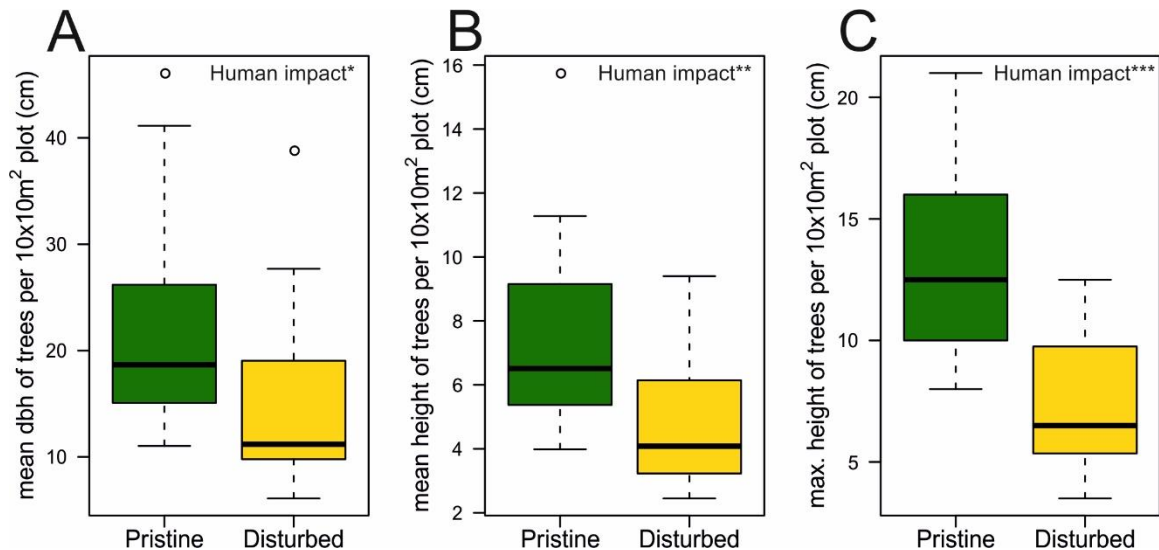 A
mean dbh of trees per 10x10m² plot (cm)
Human impact*
40
30
20
10
Pristine
Disturbed
B
mean height of trees per 10x10m² plot (cm)
Human impact**
16
14
12
10
8
6
4
2
Pristine
Disturbed
C
max. height of trees per 10x10m² plot (cm)
Human impact***
20
15
10
5
Pristine
Disturbed